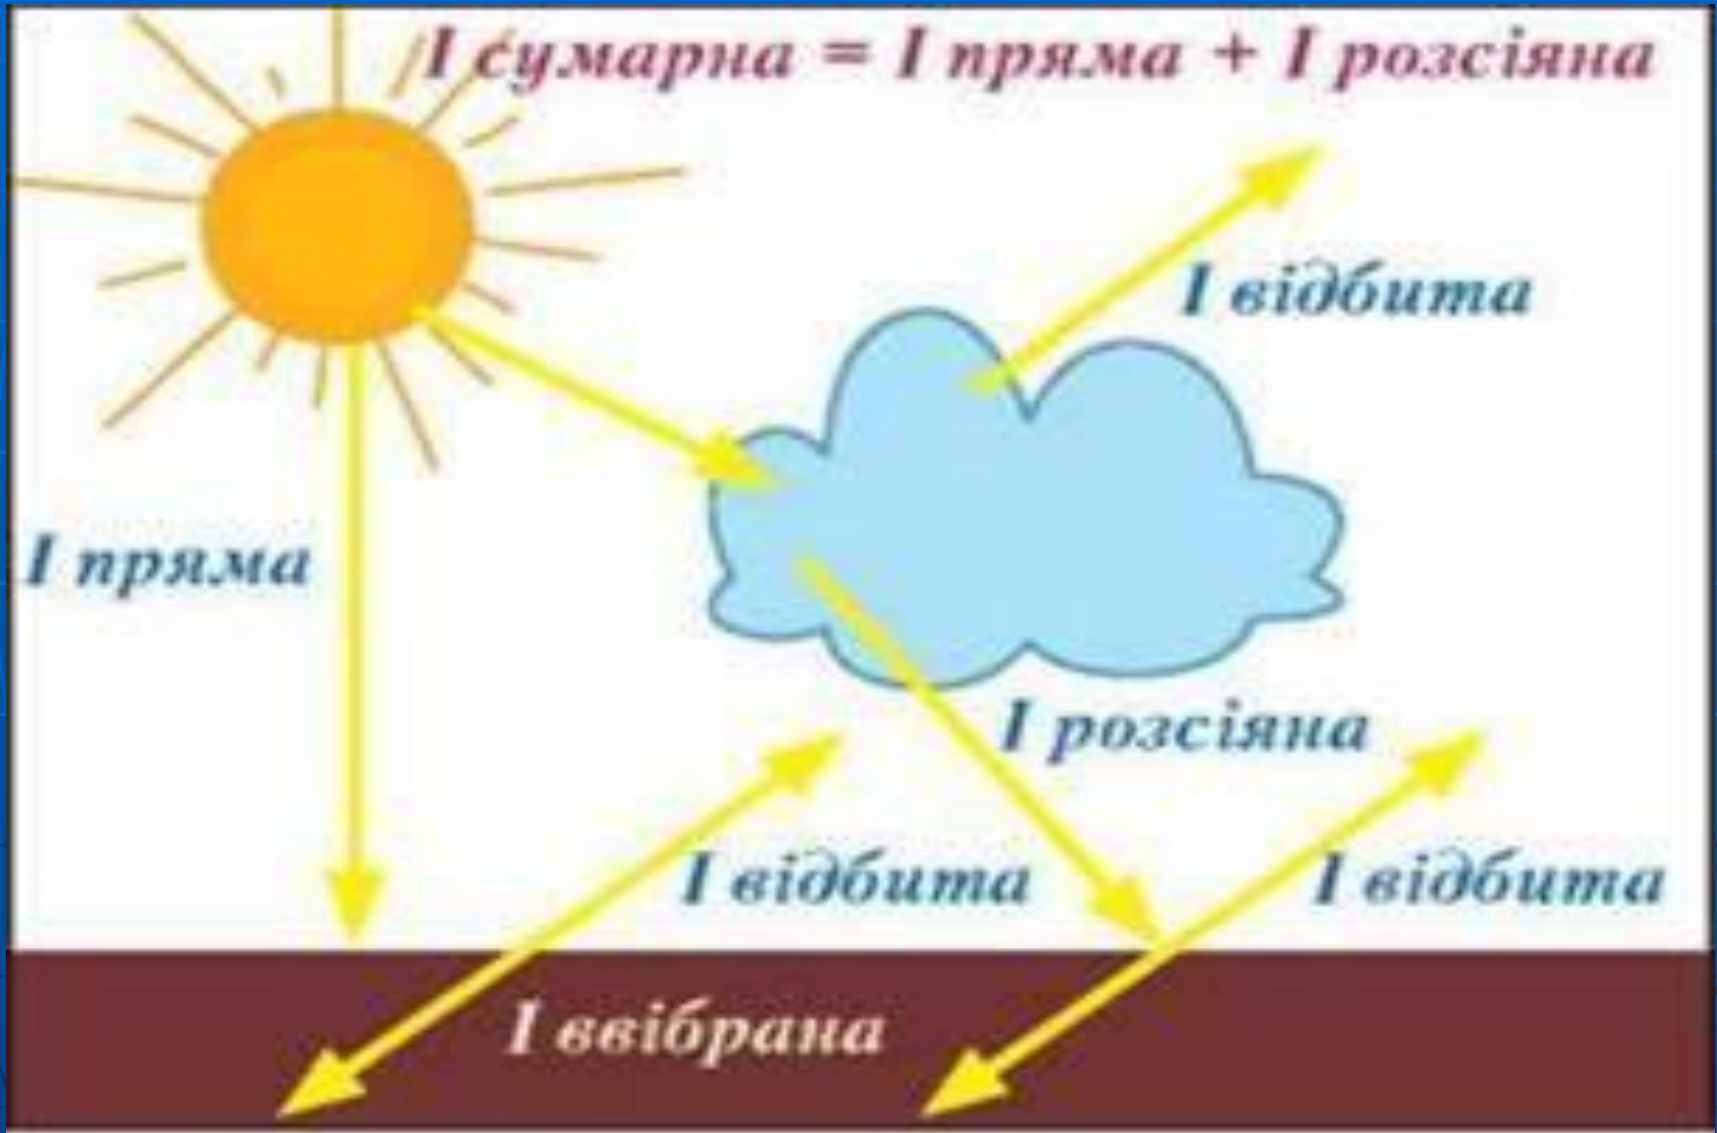 I сумарна = I пряма + I розсіяна
I відбита
I пряма
I розсіяна
I відбита
I відбита
I ввібрана